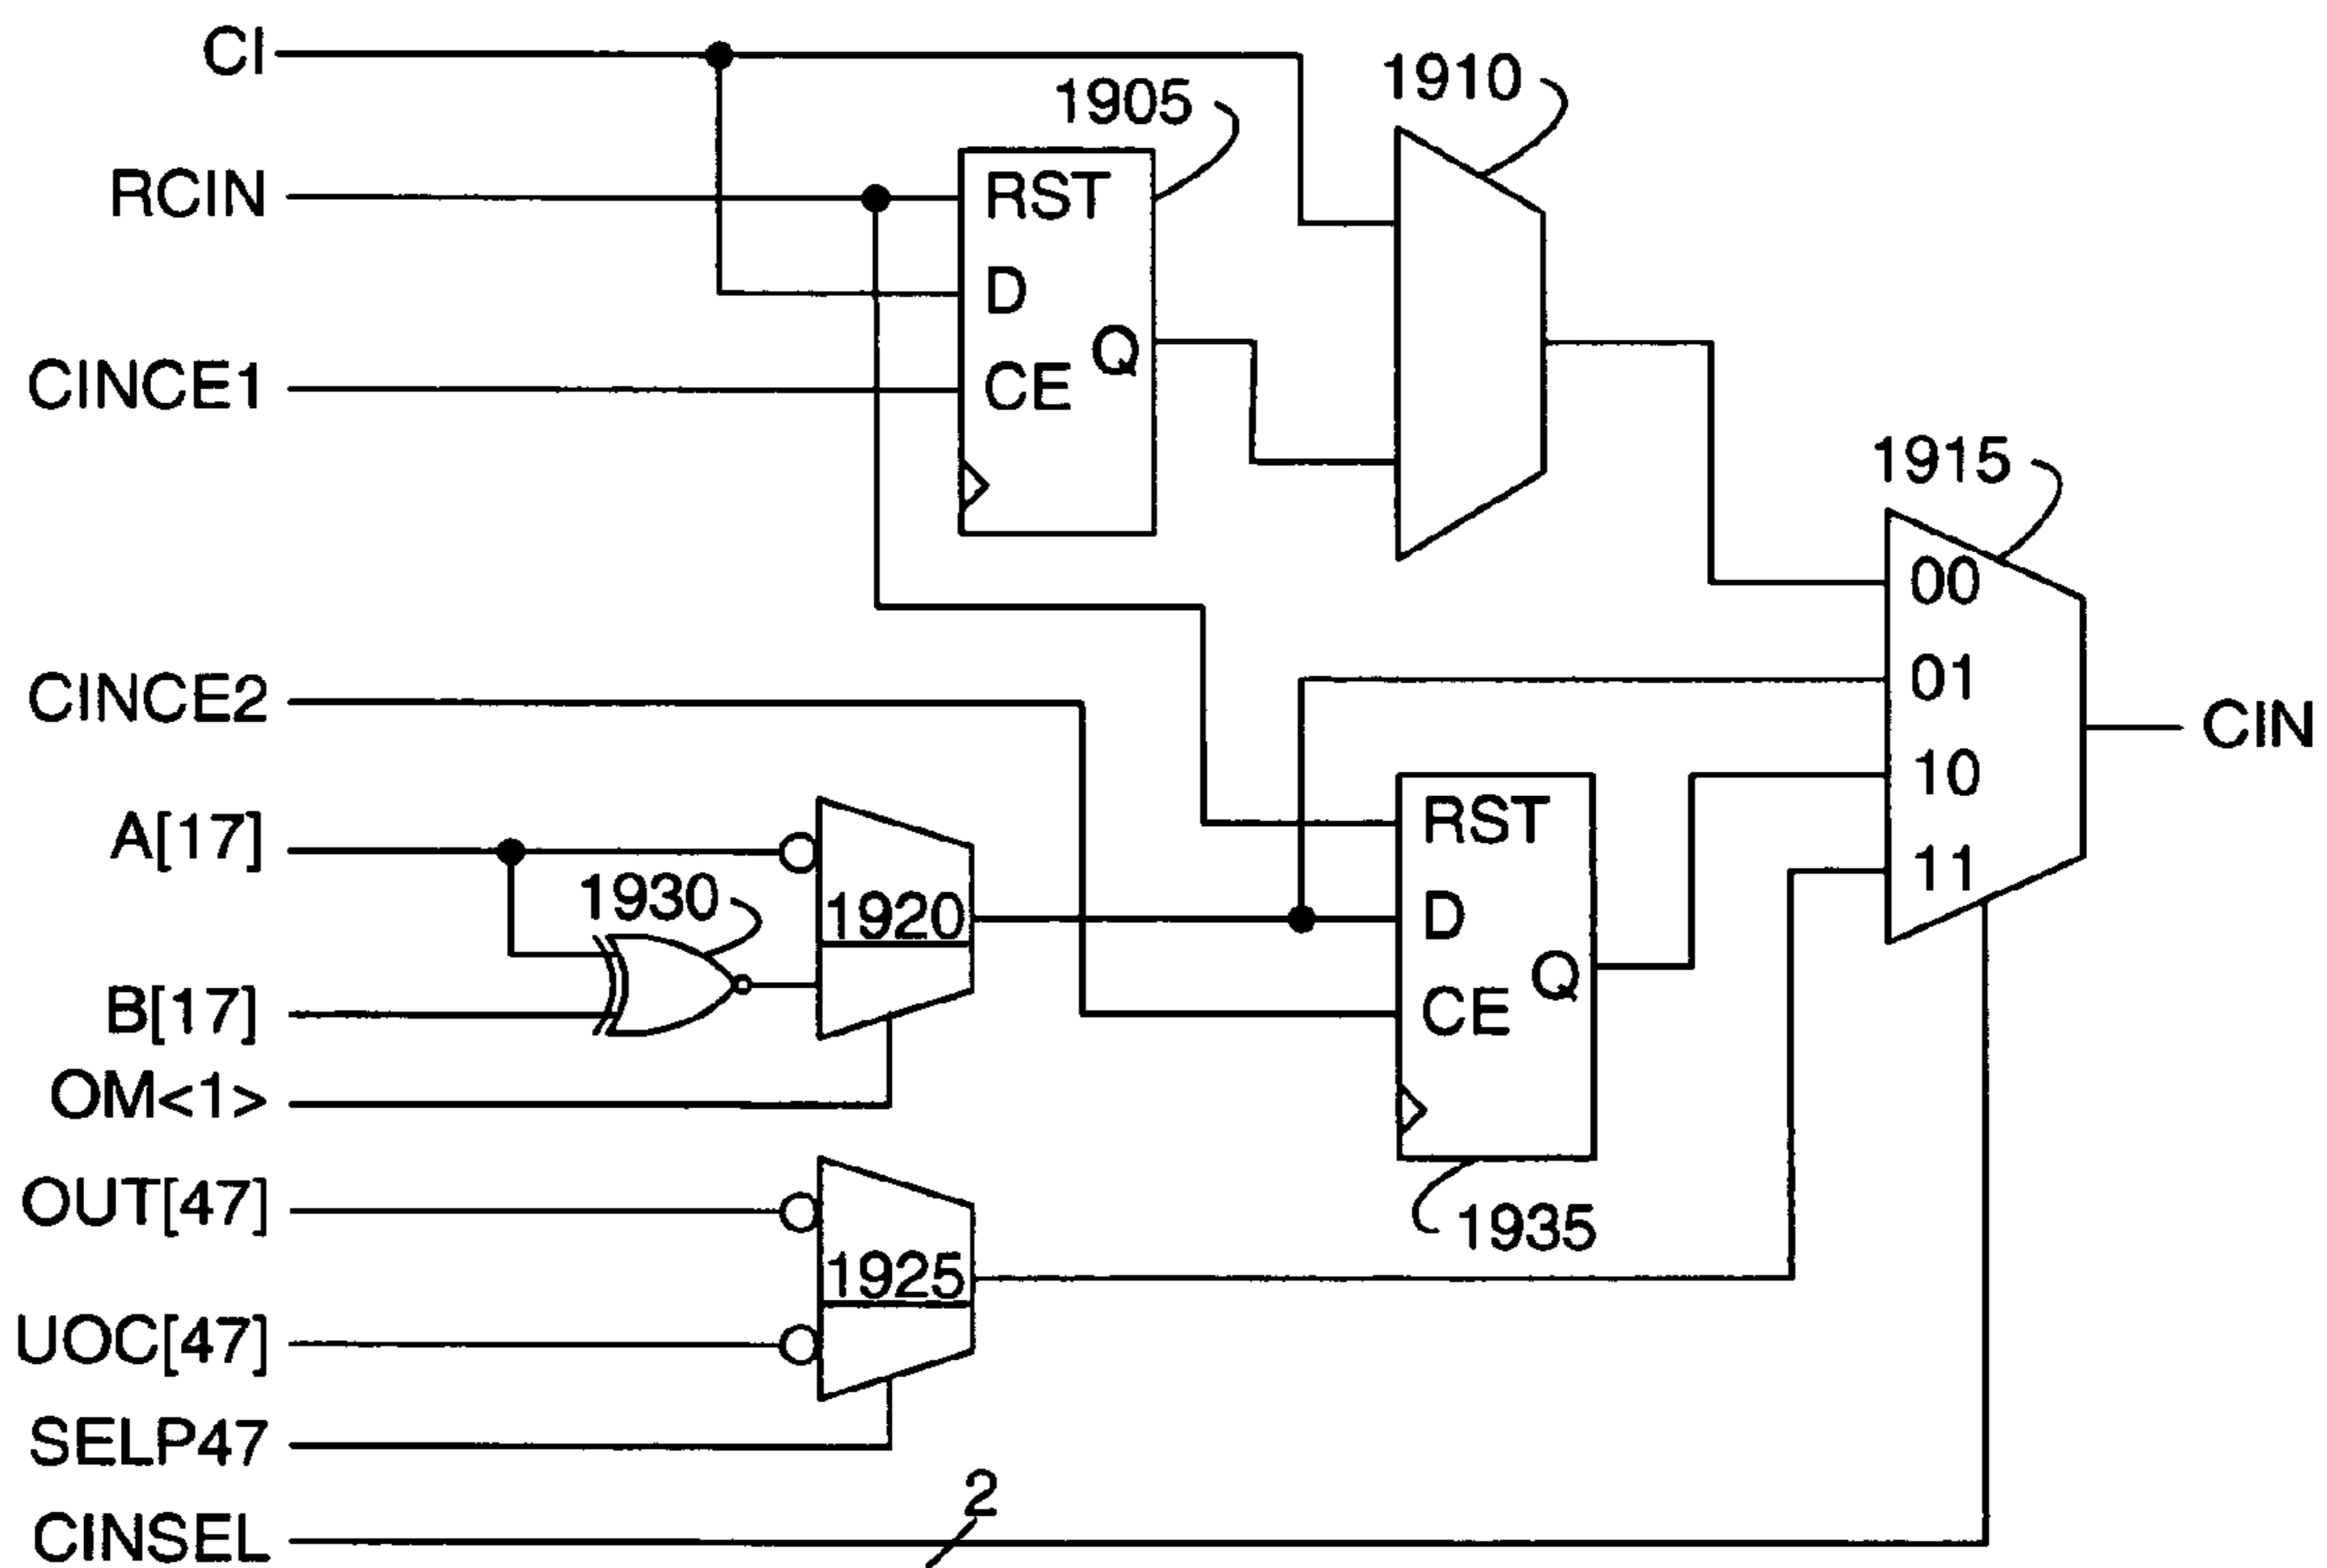 CI
1910
1905
RCIN
RST
D
CINCE1
CE
Q
1915
00
01
CINCE2
CIN
10
A[17]
RST
11
1930
1920
D
Q
B[17]
CE
OM<1>
OUT[47]
1935
1925
UOC[47]
SELP47
2
CINSEL